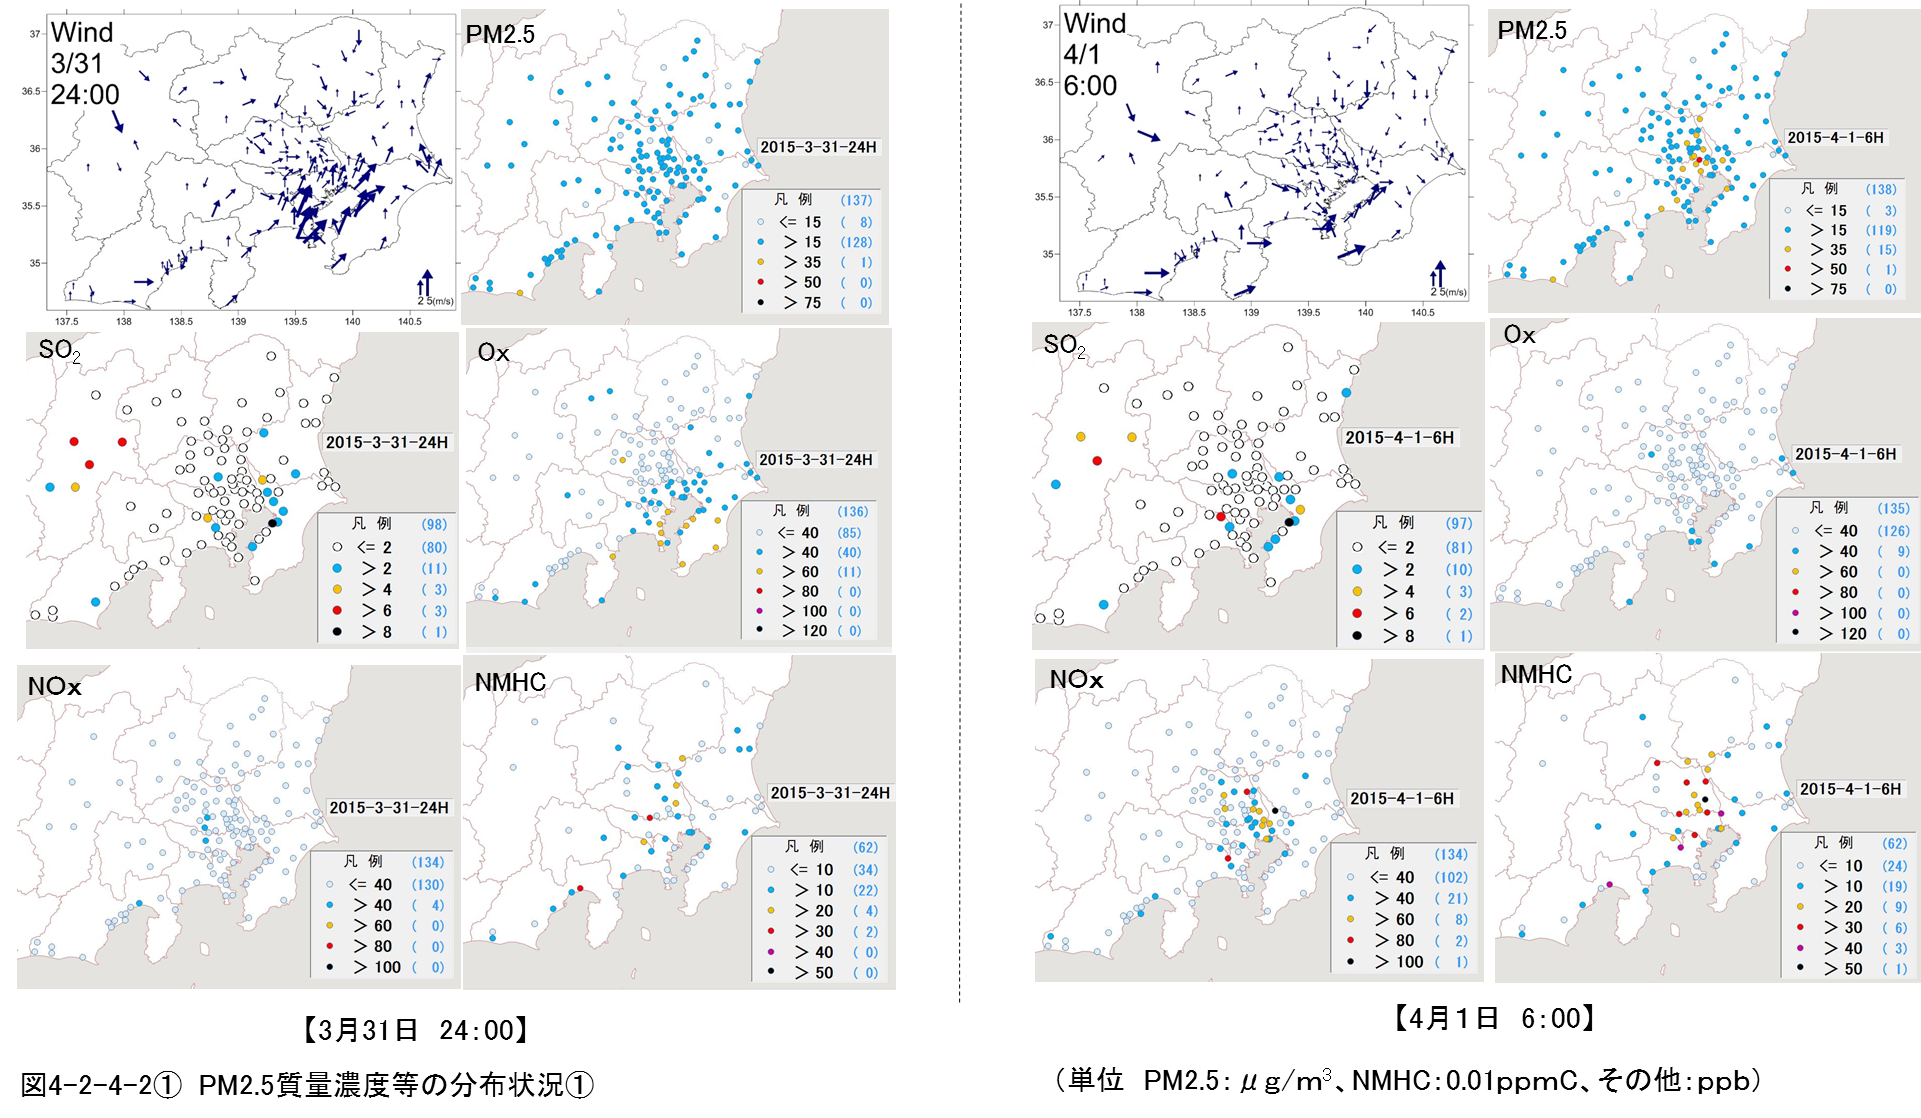 Wind
3/31
24:00
37
36.5
36
35.5
35
137.5 138 138.5 139 139.5 140 140.5
2 5(m/s)
PM2.5
2015-3-31-24H
凡 例 (137)
<= 15 ( 8)
> 15 (128)
> 35 ( 1)
> 50 ( 0)
> 75 ( 0)
SO2
2015-3-31-24H
凡 例 (98)
<= 2 (80)
> 2 (11)
> 4 ( 3)
> 6 ( 3)
> 8 ( 1)
Ox
2015-3-31-24H
凡 例 (136)
<= 40 (85)
> 40 (40)
> 60 (11)
> 80 ( 0)
> 100 ( 0)
> 120 ( 0)
NOx
2015-3-31-24H
凡 例 (134)
<= 40 (130)
> 40 ( 4)
> 60 ( 0)
> 80 ( 0)
> 100 ( 0)
NMHC
2015-3-31-24H
凡 例 (62)
<= 10 (34)
> 10 (22)
> 20 ( 4)
> 30 ( 2)
> 40 ( 0)
> 50 ( 0)
【3月31日 24:00】
Wind
4/1
6:00
37
36.5
36
35.5
35
137.5 138 138.5 139 139.5 140 140.5
2 5(m/s)
PM2.5
2015-4-1-6H
凡 例 (138)
<= 15 ( 3)
> 15 (119)
> 35 ( 15)
> 50 ( 1)
> 75 ( 0)
SO2
2015-4-1-6H
凡 例 (97)
<= 2 (81)
> 2 (10)
> 4 ( 3)
> 6 ( 2)
> 8 ( 1)
Ox
2015-4-1-6H
凡 例 (135)
<= 40 (126)
> 40 ( 9)
> 60 ( 0)
> 80 ( 0)
> 100 ( 0)
> 120 ( 0)
NOx
2015-4-1-6H
凡 例 (134)
<= 40 (102)
> 40 ( 21)
> 60 ( 8)
> 80 ( 2)
> 100 ( 1)
NMHC
2015-4-1-6H
凡 例 (62)
<= 10 (24)
> 10 (19)
> 20 ( 9)
> 30 ( 6)
> 40 ( 3)
> 50 ( 1)
【4月1日 6:00】
図4-2-4-2① PM2.5質量濃度等の分布状況①
（単位 PM2.5:μg/m³、NMHC:0.01ppmC、その他:ppb）